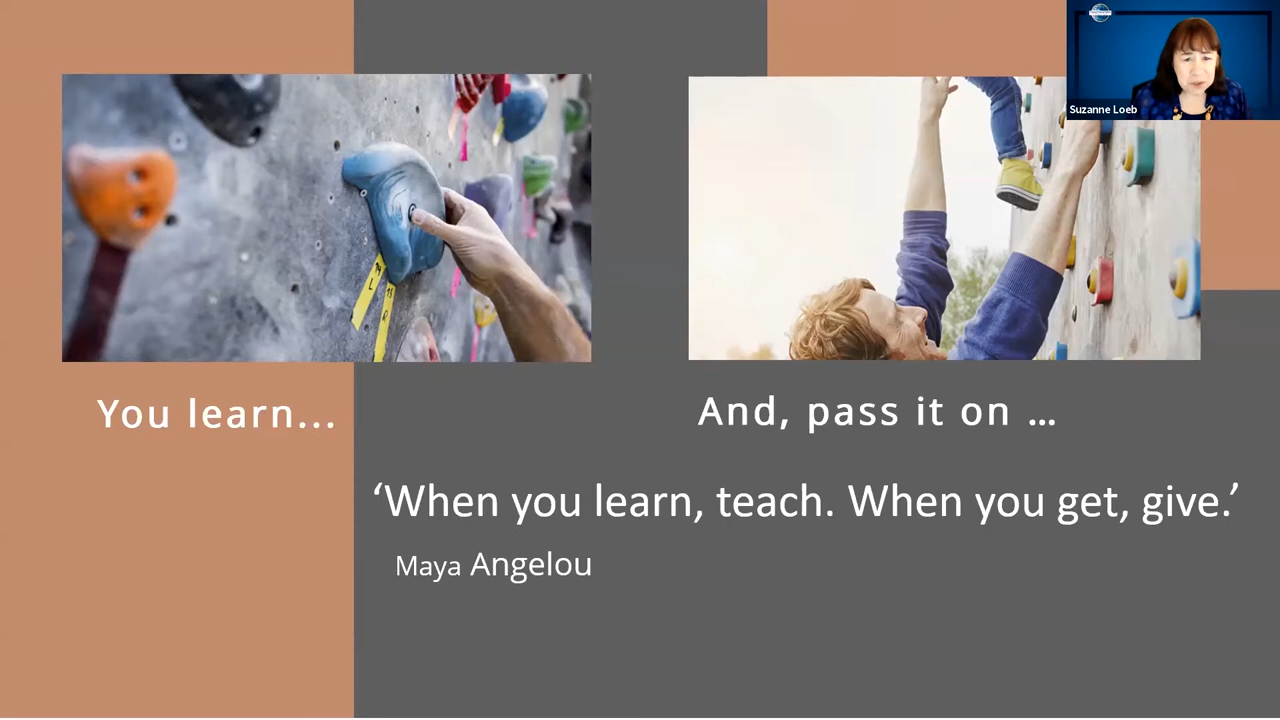 Suzanne Loeb
You learn...
And, pass it on ...
‘When you learn, teach. When you get, give.’
Maya Angelou